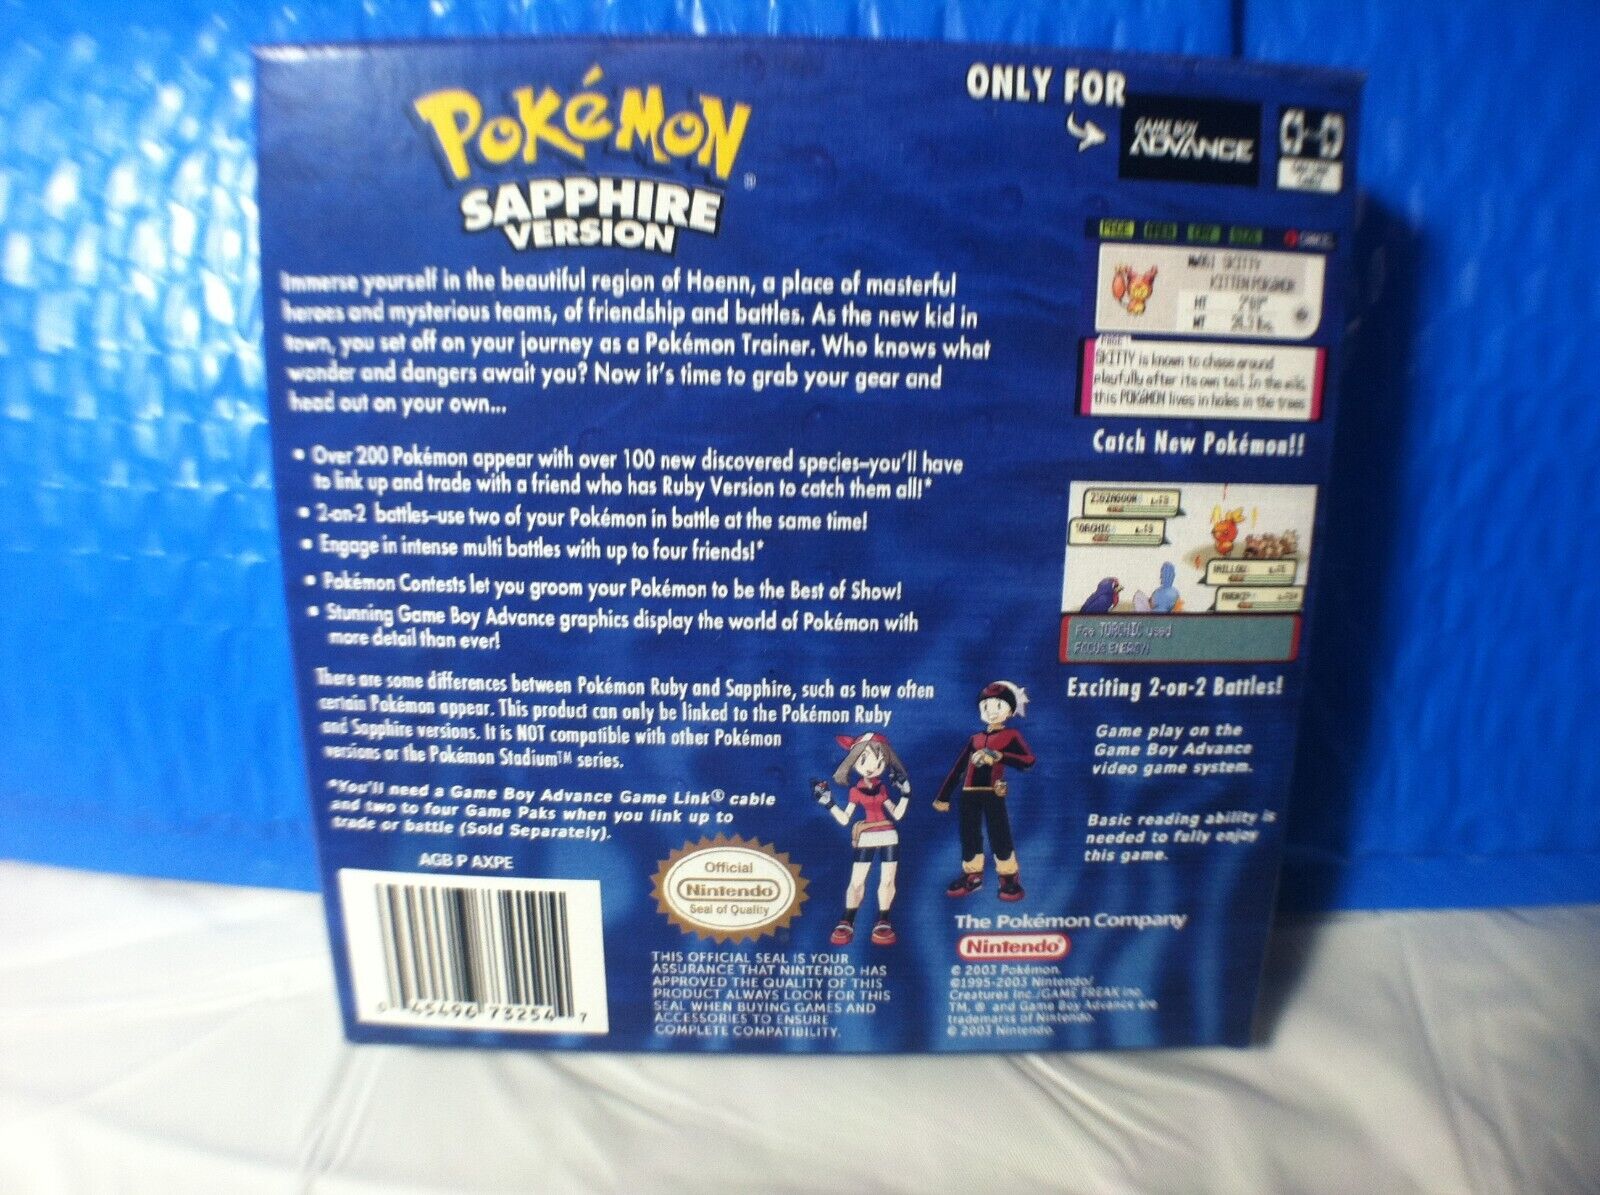 POKéMON
SAPPHIRE
VERSION
®
ONLY FOR
GAME BOY
ADVANCE
Immerse yourself in the beautiful region of Hoenn, a place of masterful
heroes and mysterious teams, of friendship and battles. As the new kid in
town, you set off on your journey as a Pokémon Trainer. Who knows what
wonder and dangers await you? Now it's time to grab your gear and
head out on your own...
• Over 200 Pokémon appear with over 100 new discovered species–you'll have
to link up and trade with a friend who has Ruby Version to catch them all!*
• 2-on-2 battles–use two of your Pokémon in battle at the same time!
• Engage in intense multi battles with up to four friends!*
• Pokémon Contests let you groom your Pokémon to be the Best of Show!
• Stunning Game Boy Advance graphics display the world of Pokémon with
more detail than ever!
There are some differences between Pokémon Ruby and Sapphire, such as how often
certain Pokémon appear. This product can only be linked to the Pokémon Ruby
and Sapphire versions. It is NOT compatible with other Pokémon
versions or the Pokémon Stadium™ series.
*You'll need a Game Boy Advance Game Link® cable
and two to four Game Paks when you link up to
trade or battle (Sold Separately).
AGB P AXPE
0 45496 73254 7
Official
Nintendo
Seal of Quality
THIS OFFICIAL SEAL IS YOUR
ASSURANCE THAT NINTENDO HAS
APPROVED THE QUALITY OF THIS
PRODUCT ALWAYS LOOK FOR THIS
SEAL WHEN BUYING GAMES AND
ACCESSORIES TO ENSURE
COMPLETE COMPATIBILITY.
PAGE
SKITTY
KITTEN POKéMON
HT
WT
SKITTY is known to chase around
playfully after its own tail. In the wild,
this POKéMON lives in holes in the trees
Catch New Pokémon!!
TORCHIC
Foe TORCHIC used
FOCUS ENERGY!
Exciting 2-on-2 Battles!
Game play on the
Game Boy Advance
video game system.
Basic reading ability is
needed to fully enjoy
this game.
The Pokémon Company
Nintendo®
© 2003 Pokémon.
©1995-2003 Nintendo/
Creatures Inc./GAME FREAK inc.
TM, ® and Game Boy Advance are
trademarks of Nintendo.
© 2003 Nintendo.